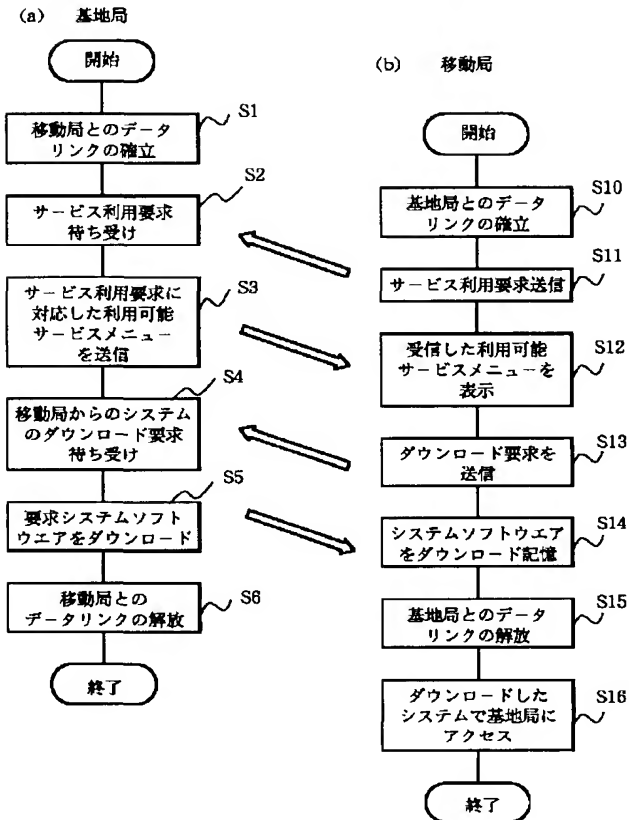 (a) 基地局
開始
S1
移動局とのデータ
リンクの確立
S2
サービス利用要求
待ち受け
S3
サービス利用要求に
対応した利用可能
サービスメニュー
を送信
S4
移動局からのシステム
のダウンロード要求
待ち受け
S5
要求システムソフト
ウエアをダウンロード
S6
移動局との
データリンクの解放
終了
(b) 移動局
開始
S10
基地局とのデータ
リンクの確立
S11
サービス利用要求送信
S12
受信した利用可能
サービスメニューを
表示
S13
ダウンロード要求を
送信
S14
システムソフトウエア
をダウンロード記憶
S15
基地局とのデータ
リンクの解放
S16
ダウンロードした
システムで基地局に
アクセス
終了